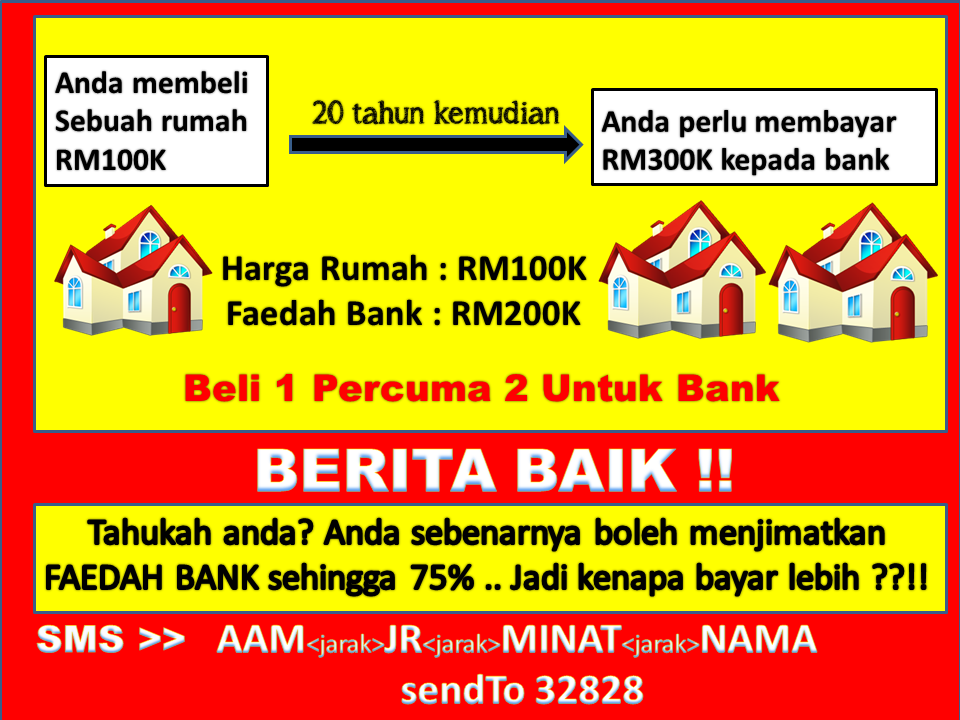 Anda membeli
Sebuah rumah
RM100K
20 tahun kemudian
Anda perlu membayar
RM300K kepada bank
Harga Rumah : RM100K
Faedah Bank : RM200K
Beli 1 Percuma 2 Untuk Bank
BERITA BAIK !!
Tahukah anda? Anda sebenarnya boleh menjimatkan
FAEDAH BANK sehingga 75% .. Jadi kenapa bayar lebih ??!!
SMS >> AAM<jarak>JR<jarak>MINAT<jarak>NAMA
sendTo 32828